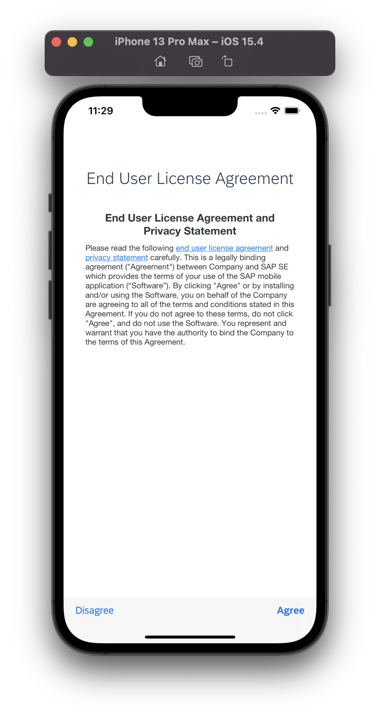 iPhone 13 Pro Max – iOS 15.4
11:29
End User License Agreement
End User License Agreement and
Privacy Statement
Please read the following end user license agreement and
privacy statement carefully. This is a legally binding
agreement ("Agreement") between Company and SAP SE
which provides the terms of your use of the SAP mobile
application ("Software"). By clicking "Agree" or by installing
and/or using the Software, you on behalf of the Company
are agreeing to all of the terms and conditions stated in this
Agreement. If you do not agree to these terms, do not click
"Agree", and do not use the Software. You represent and
warrant that you have the authority to bind the Company to
the terms of this Agreement.
Disagree
Agree